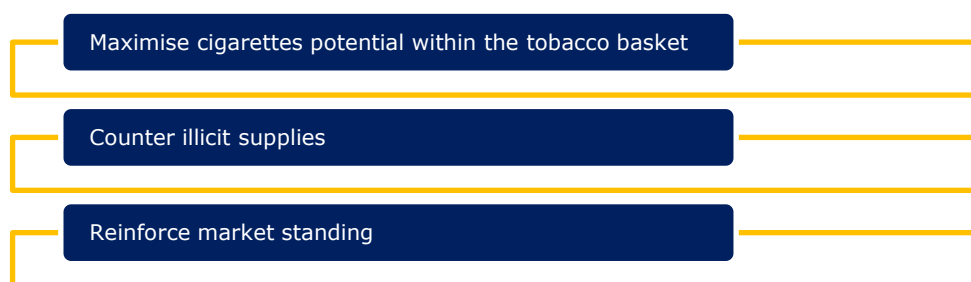 Maximise cigarettes potential within the tobacco basket
Counter illicit supplies
Reinforce market standing